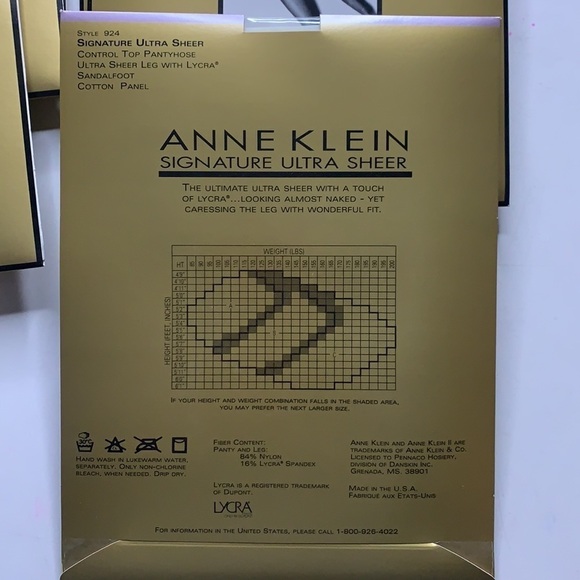 STYLE 924
SIGNATURE ULTRA SHEER
CONTROL TOP PANTYHOSE
ULTRA SHEER LEG WITH LYCRA®
SANDALFOOT
COTTON PANEL
ANNE KLEIN
SIGNATURE ULTRA SHEER
THE ULTIMATE ULTRA SHEER WITH A TOUCH
OF LYCRA®...LOOKING ALMOST NAKED - YET
CARESSING THE LEG WITH WONDERFUL FIT.
WEIGHT (LBS)
HT
HEIGHT (FEET, INCHES)
IF YOUR HEIGHT AND WEIGHT COMBINATION FALLS IN THE SHADED AREA,
YOU MAY PREFER THE NEXT LARGER SIZE.
HAND WASH IN LUKEWARM WATER,
SEPARATELY. ONLY NON-CHLORINE
BLEACH, WHEN NEEDED. DRIP DRY.
FIBER CONTENT:
PANTY AND LEG:
84% NYLON
16% LYCRA® SPANDEX
LYCRA IS A REGISTERED TRADEMARK
OF DUPONT.
LYCRA
ANNE KLEIN AND ANNE KLEIN II ARE
TRADEMARKS OF ANNE KLEIN & CO.
LICENSED TO PENNACO HOSIERY,
DIVISION OF DANSKIN INC.
GRENADA, MS. 38901
MADE IN THE U.S.A.
FABRIQUE AUX ETATS-UNIS
FOR INFORMATION IN THE UNITED STATES, PLEASE CALL 1-800-926-4022